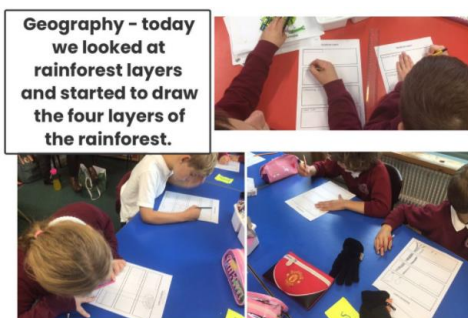 Geography - today
we looked at
rainforest layers
and started to draw
the four layers of
the rainforest.